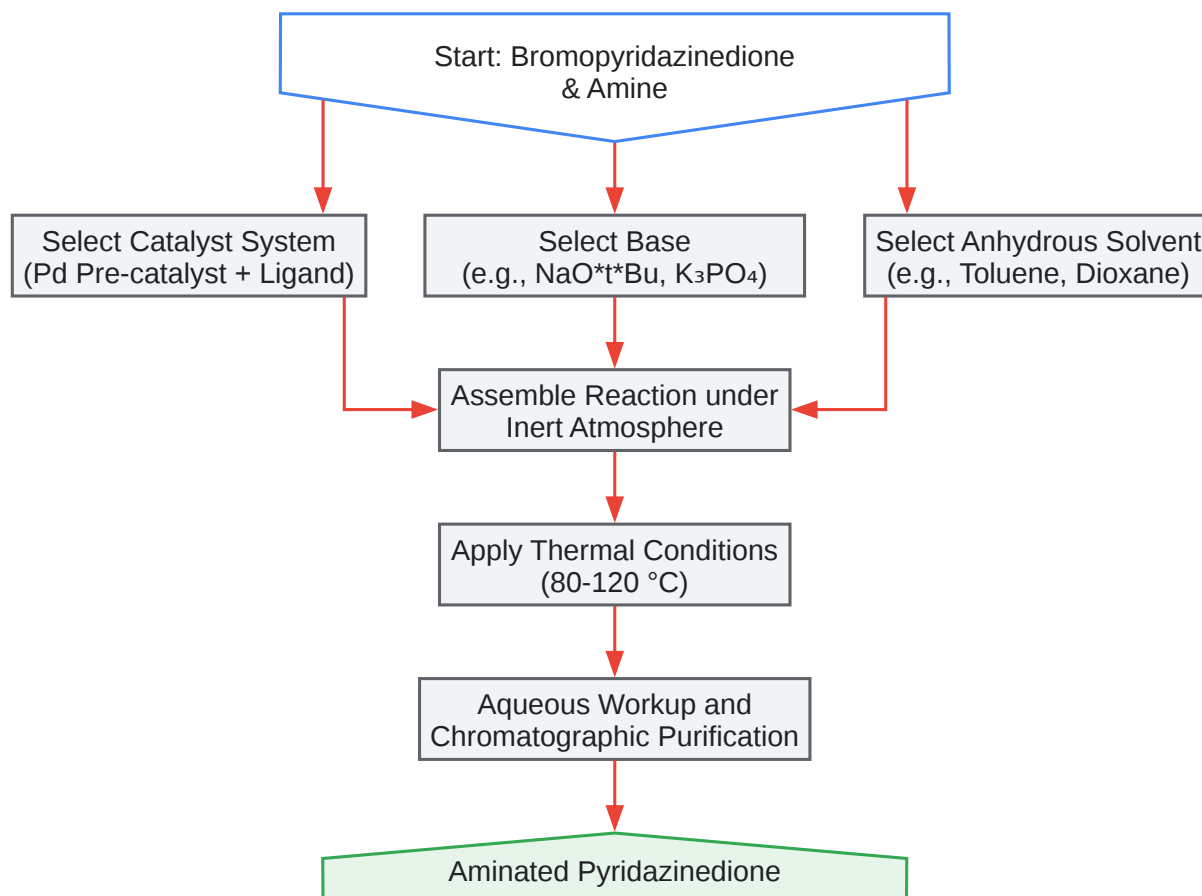 Start: Bromopyridazinedione
& Amine
Select Catalyst System
(Pd Pre-catalyst + Ligand)
Select Base
(e.g., NaO*t*Bu, K₃PO₄)
Select Anhydrous Solvent
(e.g., Toluene, Dioxane)
Assemble Reaction under
Inert Atmosphere
Apply Thermal Conditions
(80-120 °C)
Aqueous Workup and
Chromatographic Purification
Aminated Pyridazinedione